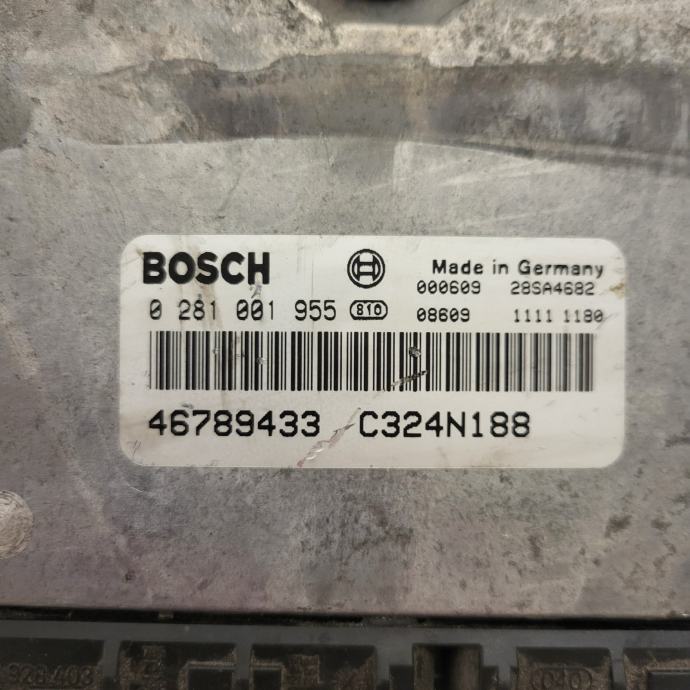 BOSCH
Made in Germany
000609 28SA4682
0 281 001 955 810
08609 1111 1180
46789433 C324N188